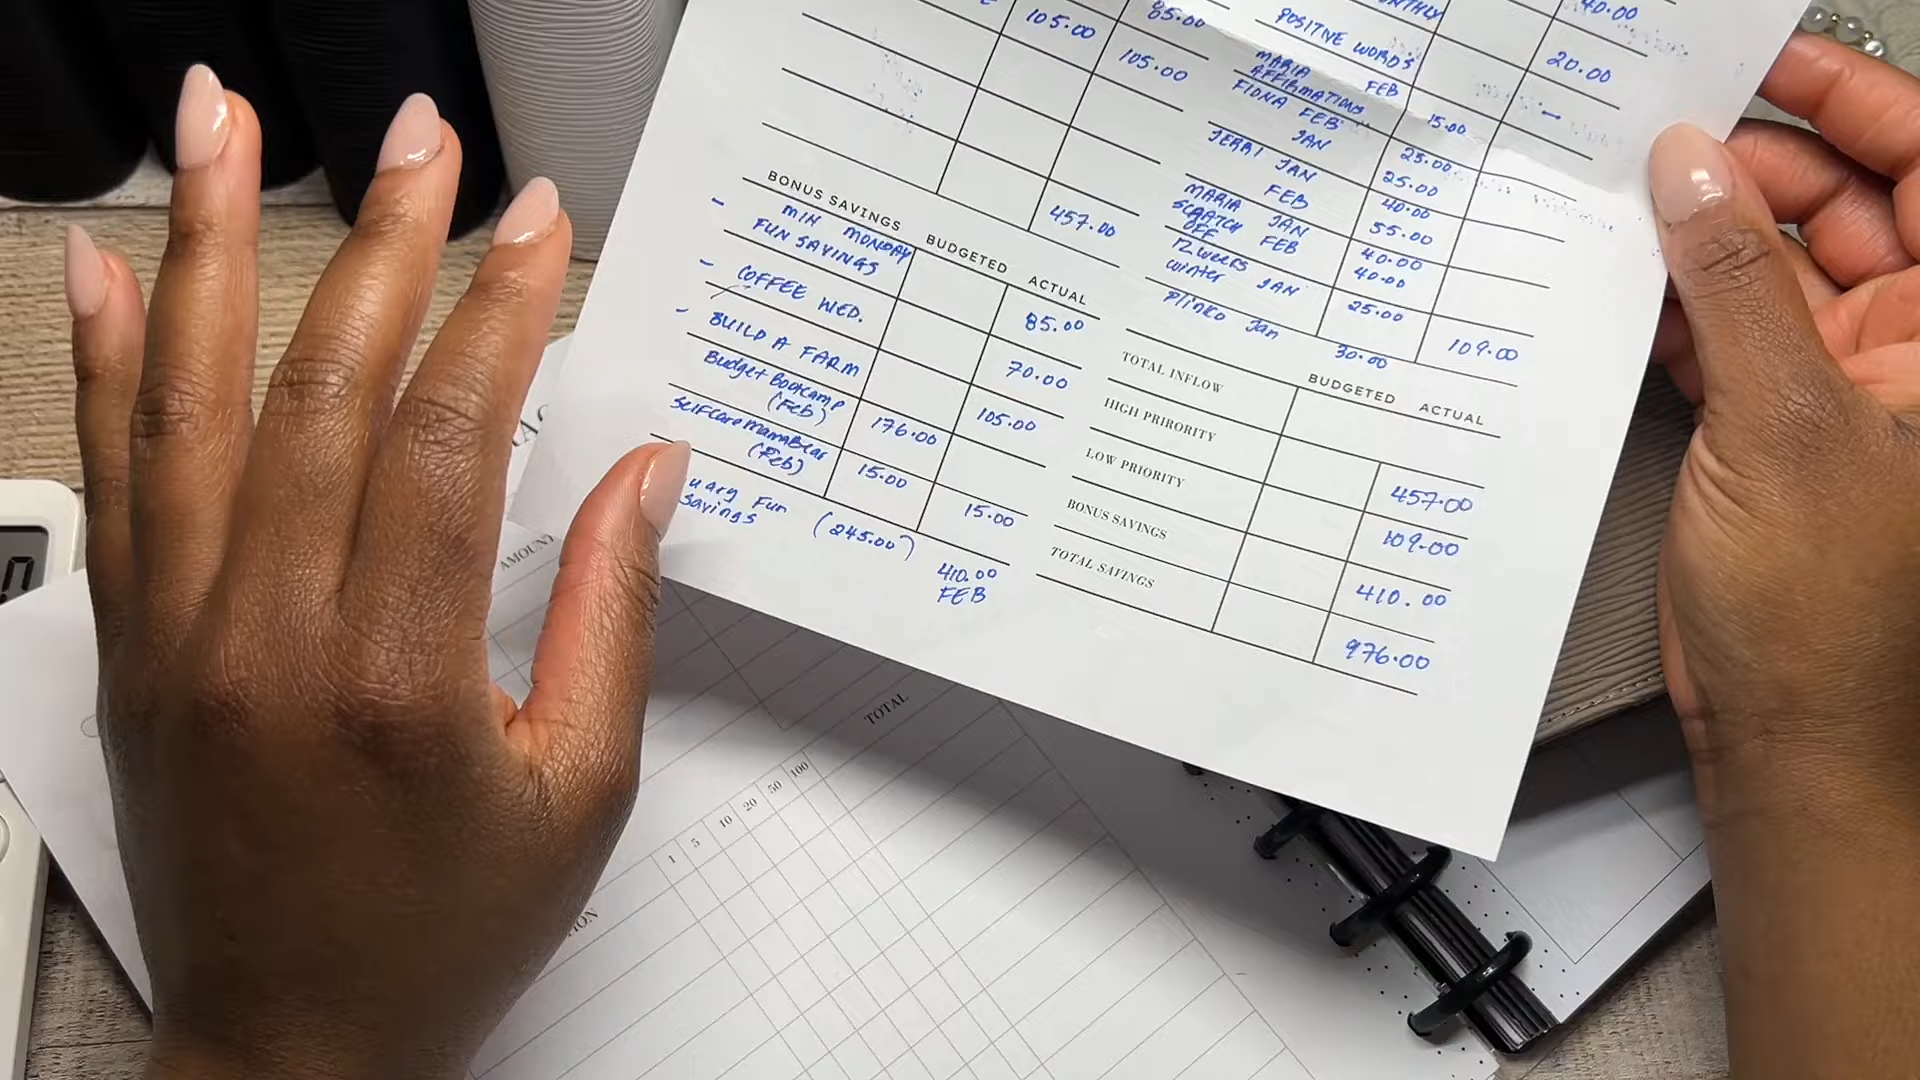 105.00
85.00
105.00
457.00
40.00
POSITIVE WORDS
20.00
MARIA FEB
AFFIRMATIONS
15.00
FIONA FEB
JAN 25.00
JERRI JAN 25.00
FEB 40.00
MARIA JAN 55.00
SCRATCH
OFF FEB 40.00
12 WEEKS 40.00
WINTER JAN 25.00
109.00
PLINKO Jan 30.00
BONUS SAVINGS BUDGETED ACTUAL
- MIN MONDAY
FUN SAVINGS 85.00
- COFFEE WED. 70.00
- BUILD A FARM 105.00
Budget Bootcamp
(Feb) 176.00
SelfCareMamaBear
(Feb) 15.00 15.00
uary Fun
Savings (245.00)
410.00
FEB
BUDGETED ACTUAL
TOTAL INFLOW
HIGH PRIRORITY 457.00
LOW PRIORITY 109.00
BONUS SAVINGS 410.00
TOTAL SAVINGS 976.00
AMOUNT
TOTAL
1 5 10 20 50 100